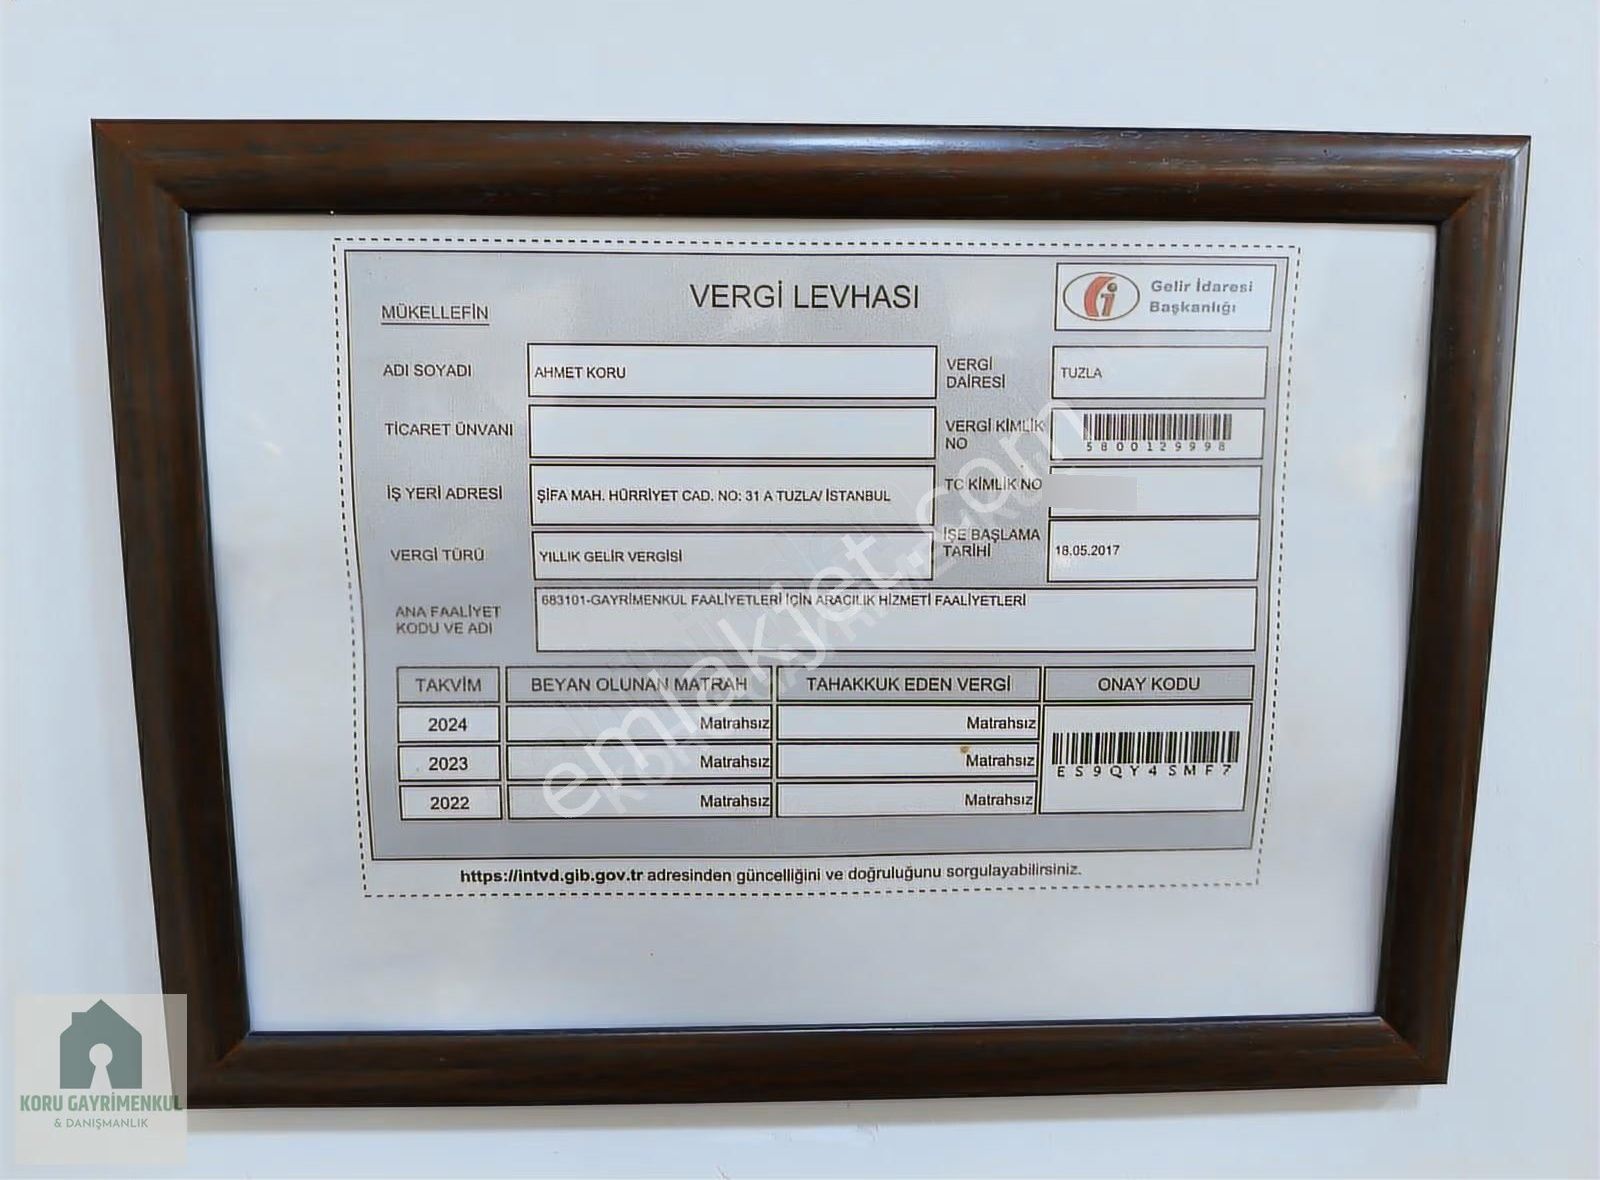 VERGİ LEVHASI
Gelir İdaresi
Başkanlığı
MÜKELLEFİN
ADI SOYADI
AHMET KORU
VERGİ
DAİRESİ
TUZLA
TİCARET ÜNVANI
VERGİ KİMLİK
NO
5800129998
İŞ YERİ ADRESİ
ŞİFA MAH. HÜRRİYET CAD. NO: 31 A TUZLA/ İSTANBUL
TC KİMLİK NO
VERGİ TÜRÜ
YILLIK GELİR VERGİSİ
İŞE BAŞLAMA
TARİHİ
18.05.2017
ANA FAALİYET
KODU VE ADI
683101-GAYRİMENKUL FAALİYETLERİ İÇİN ARACILIK HİZMETİ FAALİYETLERİ
TAKVİM BEYAN OLUNAN MATRAH TAHAKKUK EDEN VERGİ ONAY KODU
2024 Matrahsız Matrahsız
2023 Matrahsız Matrahsız
ES9QY4SMF7
2022 Matrahsız Matrahsız
https://intvd.gib.gov.tr adresinden güncelliğini ve doğruluğunu sorgulayabilirsiniz.
emlakjet.com
KORU GAYRİMENKUL
& DANIŞMANLIK